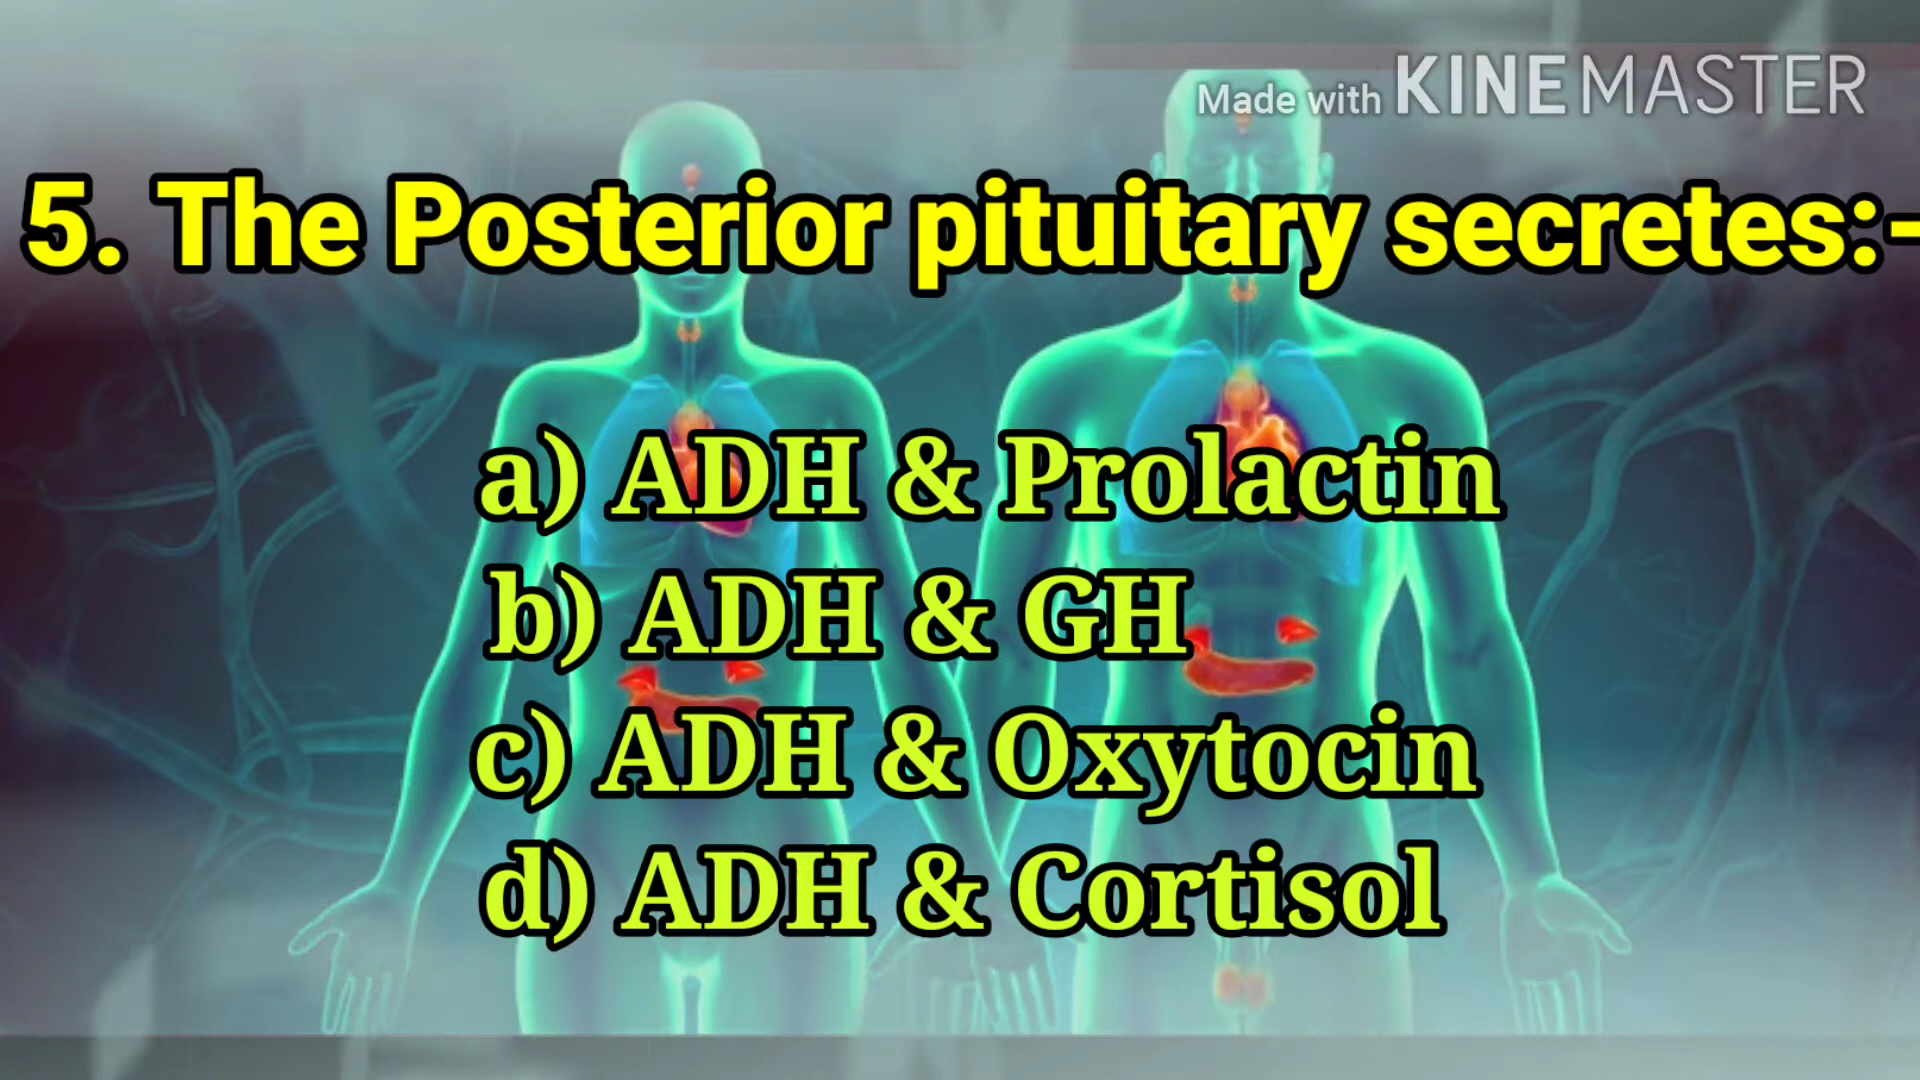 Made with KINEMASTER
5. The Posterior pituitary secretes:-
a) ADH & Prolactin
b) ADH & GH
c) ADH & Oxytocin
d) ADH & Cortisol